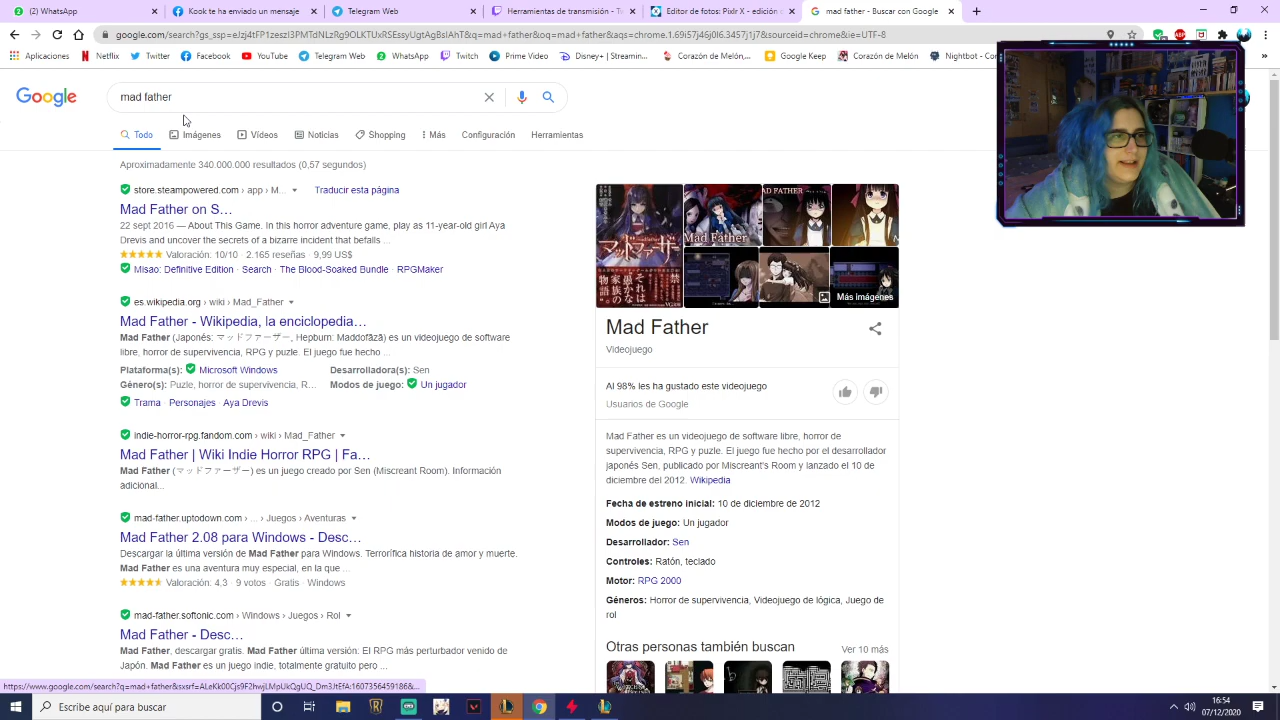 (2) WhatsApp
Kook te ha enviado un mensaje
Telegram Web
Herramientas de transmisión - Tw
Editor de fotos: Pixlr X - edición d
mad father - Buscar con Google
Aplicaciones
Netflix
Twitter
Facebook
YouTube
Telegram
Prime Video
Disney+ | Streamin...
Corazón de Melón,...
Google Keep
Corazón de Melón
Nightbot - Co
Google
mad father
Todo
Imágenes
Vídeos
Noticias
Shopping
Más
Configuración
Herramientas
Aproximadamente 340.000.000 resultados (0,57 segundos)
store.steampowered.com › app › M...
Traducir esta página
Mad Father on S...
22 sept 2016 — About This Game. In this horror adventure game, play as 11-year-old girl Aya
Drevis and uncover the secrets of a bizarre incident that befalls ...
Valoración: 10/10 · 2.165 reseñas · 9,99 US$
Misao: Definitive Edition · Search · The Blood-Soaked Bundle · RPGMaker
es.wikipedia.org › wiki › Mad_Father
Mad Father - Wikipedia, la enciclopedia...
Mad Father (Japonés: マッドファーザー, Hepburn: Maddofāzā) es un videojuego de software
libre, horror de supervivencia, RPG y puzle. El juego fue hecho ...
Plataforma(s): Microsoft Windows
Desarrolladora(s): Sen
Género(s): Puzle, horror de supervivencia, R...
Modos de juego: Un jugador
Trama · Personajes · Aya Drevis
indie-horror-rpg.fandom.com › wiki › Mad_Father
Mad Father | Wiki Indie Horror RPG | Fa...
Mad Father (マッドファーザー) es un juego creado por Sen (Miscreant Room). Información
adicional...
mad-father.uptodown.com › ... › Juegos › Aventuras
Mad Father 2.08 para Windows - Desc...
Descargar la última versión de Mad Father para Windows. Terrorífica historia de amor y muerte.
Mad Father es una aventura muy especial, en la que ...
Valoración: 4,3 · 9 votos · Gratis · Windows
mad-father.softonic.com › Windows › Juegos › Rol
Mad Father - Desc...
Mad Father, descargar gratis. Mad Father última versión: El RPG más perturbador venido de
Japón. Mad Father es un juego indie, totalmente gratuito pero ...
マッドファーザー
Mad Father
AD FATHER
Más imágenes
Mad Father
Videojuego
Al 98% les ha gustado este videojuego
Usuarios de Google
Mad Father es un videojuego de software libre, horror de
supervivencia, RPG y puzle. El juego fue hecho por el desarrollador
japonés Sen, publicado por Miscreant's Room y lanzado el 10 de
diciembre del 2012. Wikipedia
Fecha de estreno inicial: 10 de diciembre de 2012
Modos de juego: Un jugador
Desarrollador: Sen
Controles: Ratón, teclado
Motor: RPG 2000
Géneros: Horror de supervivencia, Videojuego de lógica, Juego de
rol
Otras personas también buscan
Ver 10 más
Escribe aquí para buscar
16:54
07/12/2020